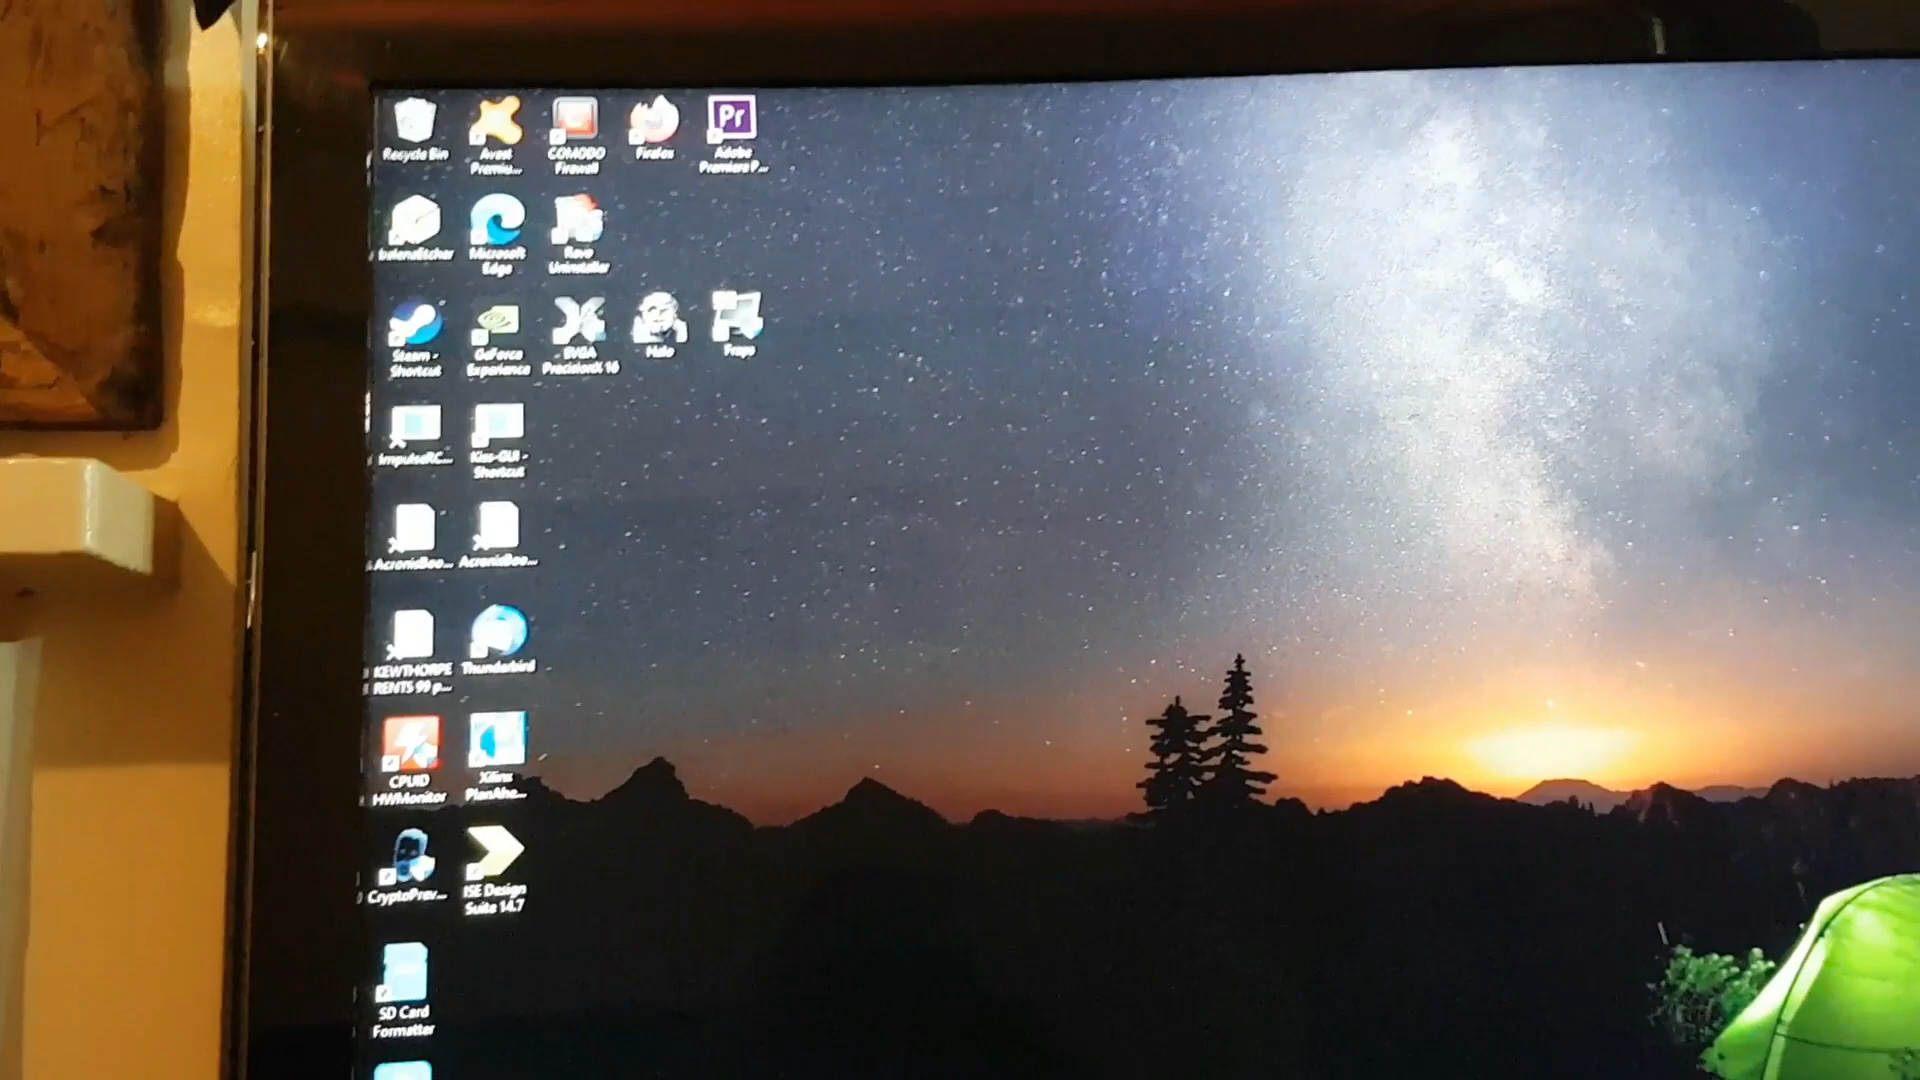 Recycle Bin
Avast
Premiu...
COMODO
Firewall
Firefox
Pr
Adobe
Premiere P...
balenaEtcher
Microsoft
Edge
Revo
Uninstaller
Steam -
Shortcut
GeForce
Experience
EVGA
PrecisionX 16
Halo
Fraps
ImpulseRC...
Kiss-GUI -
Shortcut
AcronisBoo...
AcronisBoo...
KEWTHORPE
RENTS 99 p...
Thunderbird
CPUID
HWMonitor
Xilinx
PlanAhe...
CryptoPrev...
ISE Design
Suite 14.7
SD Card
Formatter